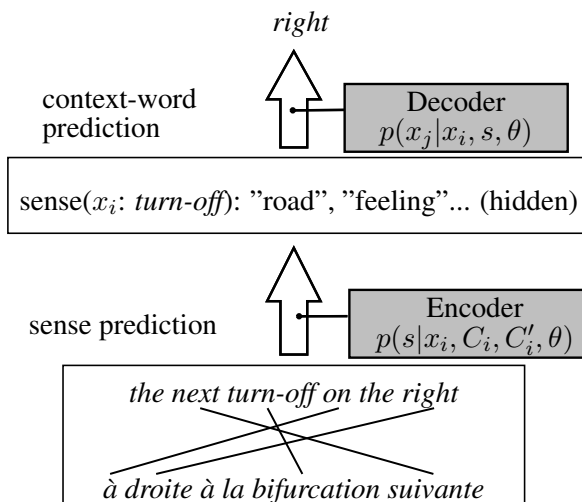 right
context-word
prediction
Decoder
p(x_j|x_i, s, θ)
sense(x_i: turn-off): ”road”, ”feeling”... (hidden)
sense prediction
Encoder
p(s|x_i, C_i, C_i′, θ)
the next turn-off on the right
à droite à la bifurcation suivante